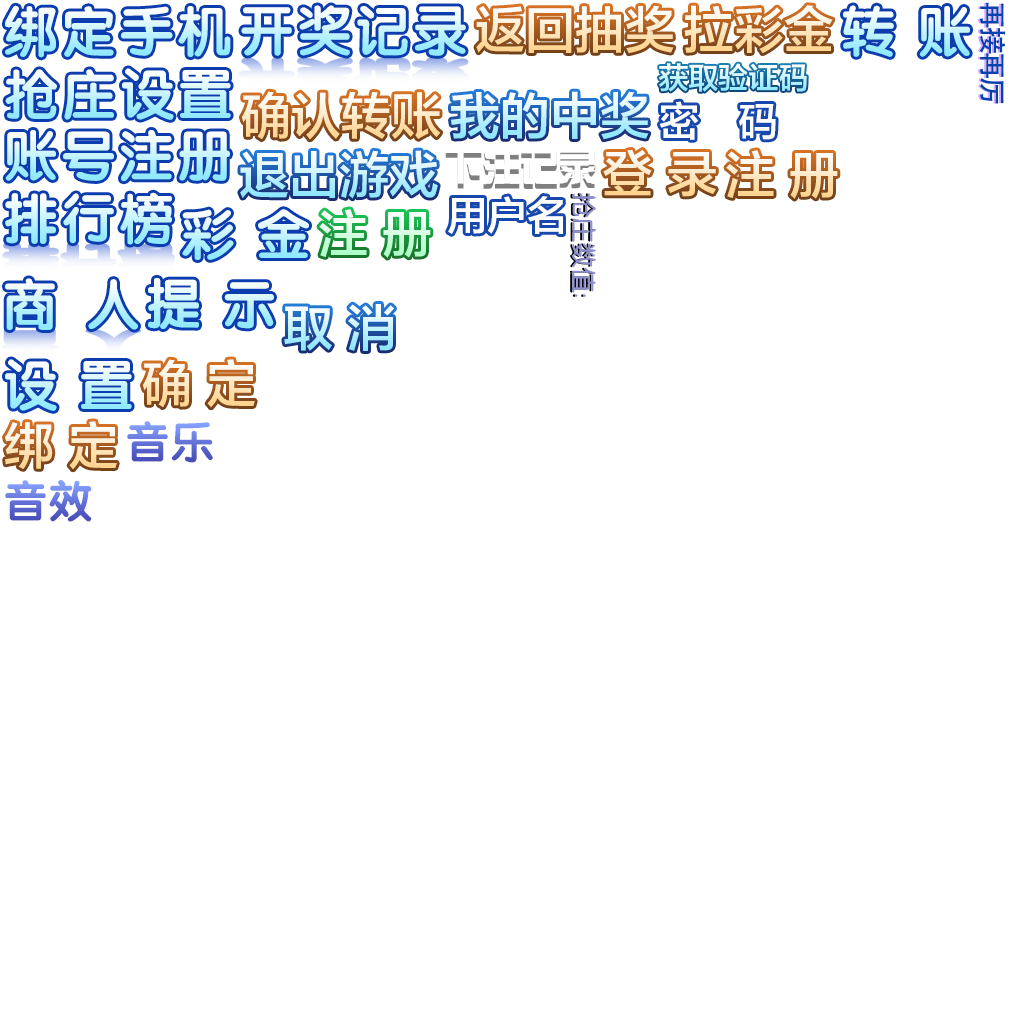 绑定手机
开奖记录
返回抽奖
拉彩金
转 账
再接再厉
抢庄设置
确认转账
我的中奖
获取验证码
密 码
账号注册
退出游戏
下注记录
登 录
注 册
排行榜
彩 金
注 册
用户名
抢庄数值:
商 人
提 示
取 消
设 置
确 定
绑 定
音乐
音效